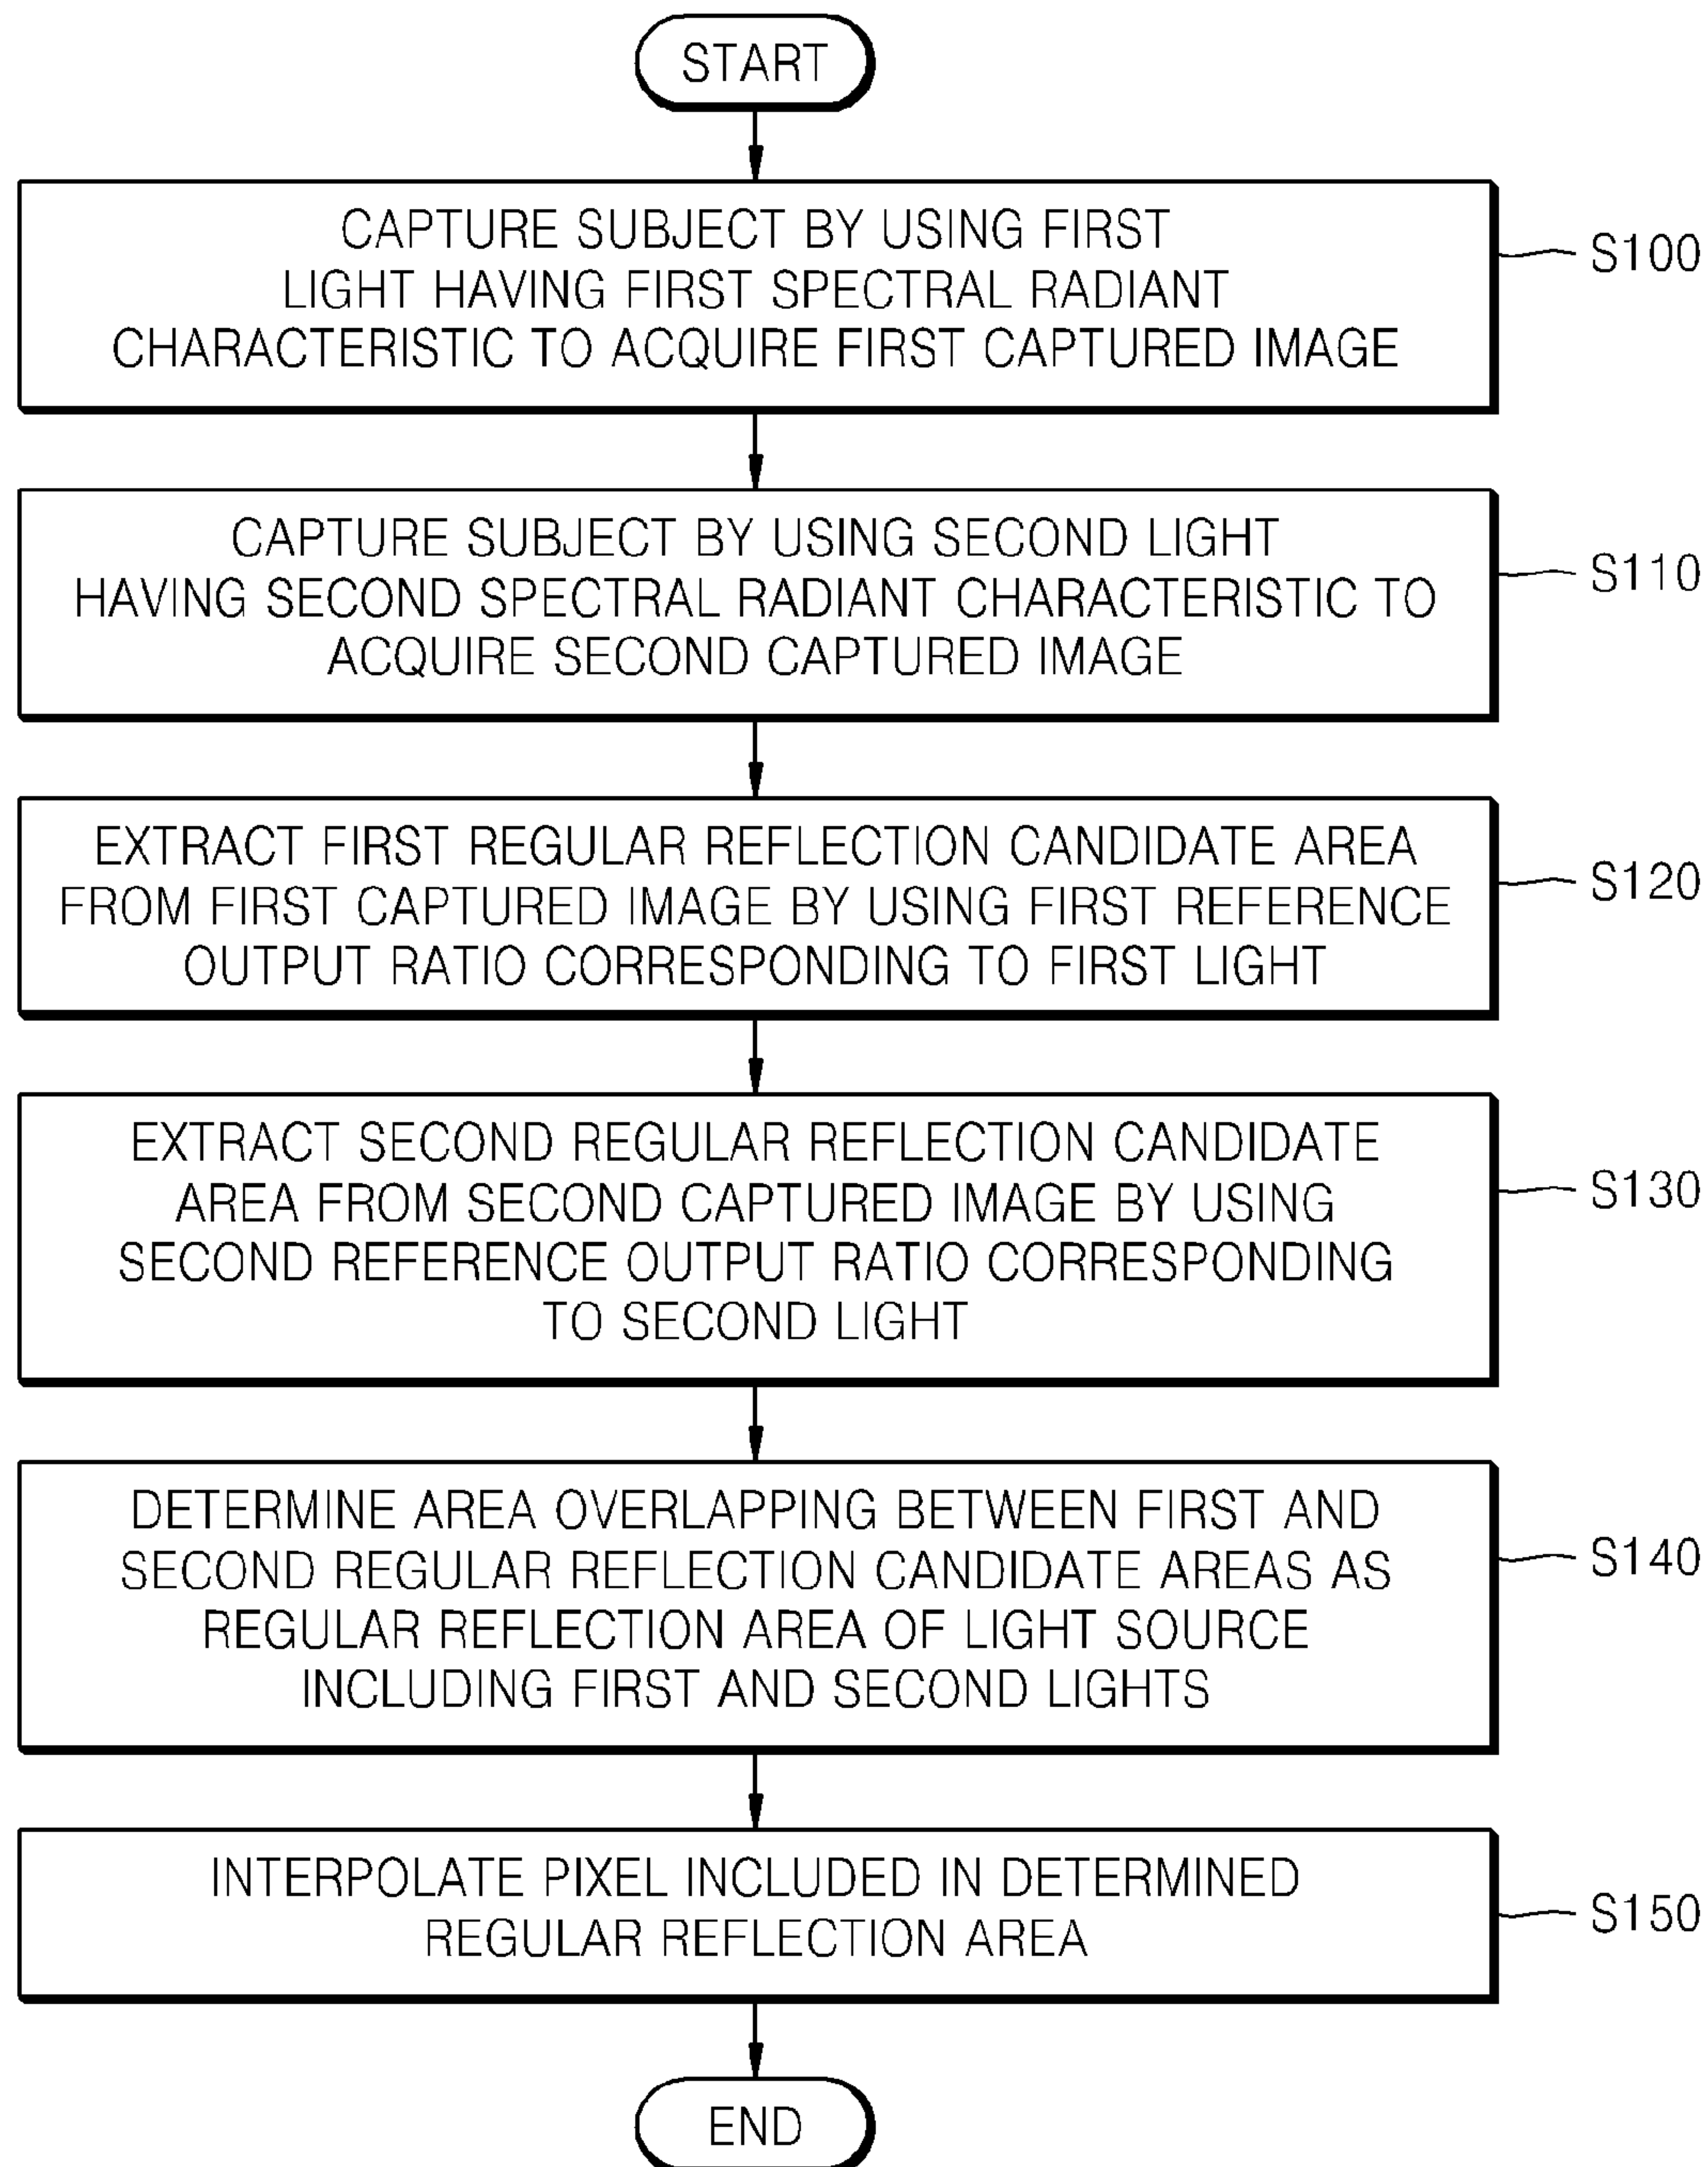 START
CAPTURE SUBJECT BY USING FIRST
LIGHT HAVING FIRST SPECTRAL RADIANT
CHARACTERISTIC TO ACQUIRE FIRST CAPTURED IMAGE
S100
CAPTURE SUBJECT BY USING SECOND LIGHT
HAVING SECOND SPECTRAL RADIANT CHARACTERISTIC TO
ACQUIRE SECOND CAPTURED IMAGE
S110
EXTRACT FIRST REGULAR REFLECTION CANDIDATE AREA
FROM FIRST CAPTURED IMAGE BY USING FIRST REFERENCE
OUTPUT RATIO CORRESPONDING TO FIRST LIGHT
S120
EXTRACT SECOND REGULAR REFLECTION CANDIDATE
AREA FROM SECOND CAPTURED IMAGE BY USING
SECOND REFERENCE OUTPUT RATIO CORRESPONDING
TO SECOND LIGHT
S130
DETERMINE AREA OVERLAPPING BETWEEN FIRST AND
SECOND REGULAR REFLECTION CANDIDATE AREAS AS
REGULAR REFLECTION AREA OF LIGHT SOURCE
INCLUDING FIRST AND SECOND LIGHTS
S140
INTERPOLATE PIXEL INCLUDED IN DETERMINED
REGULAR REFLECTION AREA
S150
END